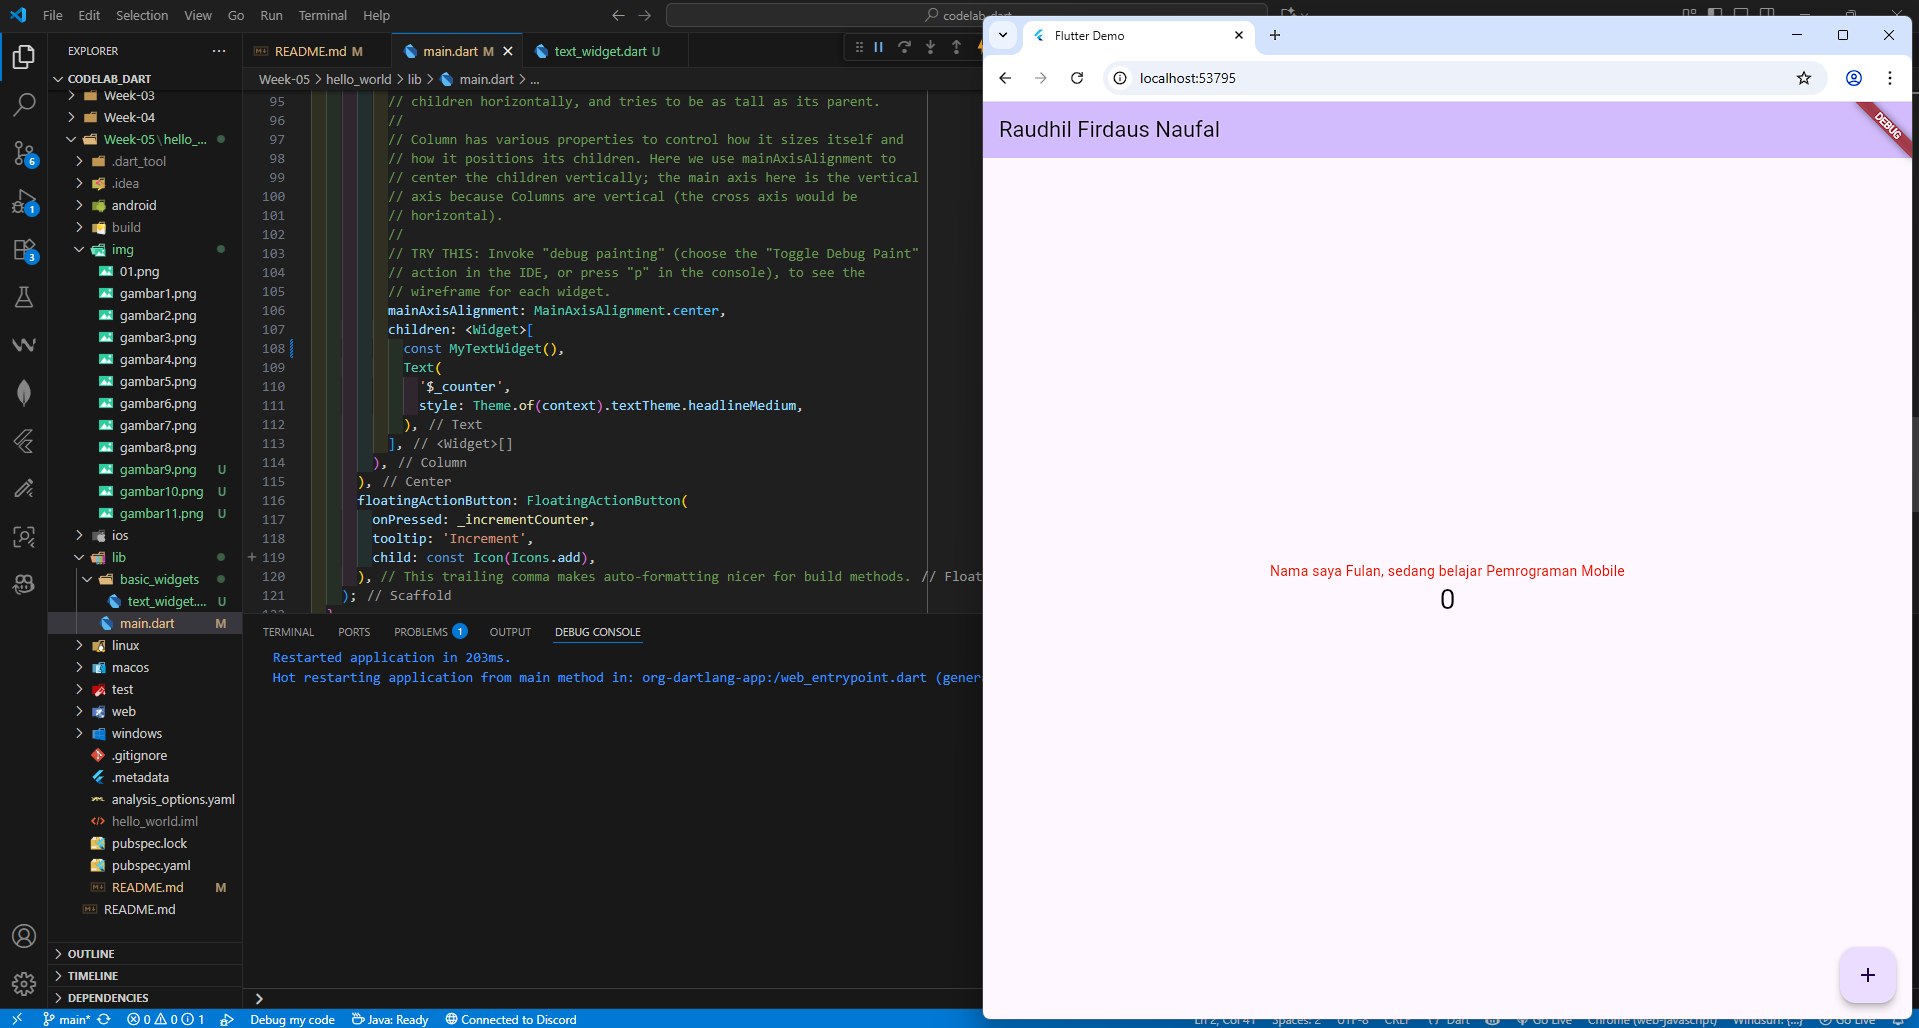 File Edit Selection View Go Run Terminal Help
codelab_dart
EXPLORER
CODELAB_DART
Week-03
Week-04
Week-05\hello_...
.dart_tool
.idea
android
build
img
01.png
gambar1.png
gambar2.png
gambar3.png
gambar4.png
gambar5.png
gambar6.png
gambar7.png
gambar8.png
gambar9.png U
gambar10.png U
gambar11.png U
ios
lib
basic_widgets
text_widget.... U
main.dart M
linux
macos
test
web
windows
.gitignore
.metadata
analysis_options.yaml
hello_world.iml
pubspec.lock
pubspec.yaml
README.md M
README.md
OUTLINE
TIMELINE
DEPENDENCIES
6
1
3
README.md M main.dart M text_widget.dart U
Week-05 > hello_world > lib > main.dart > ...
95 // children horizontally, and tries to be as tall as its parent.
96 //
97 // Column has various properties to control how it sizes itself and
98 // how it positions its children. Here we use mainAxisAlignment to
99 // center the children vertically; the main axis here is the vertical
100 // axis because Columns are vertical (the cross axis would be
101 // horizontal).
102 //
103 // TRY THIS: Invoke "debug painting" (choose the "Toggle Debug Paint"
104 // action in the IDE, or press "p" in the console), to see the
105 // wireframe for each widget.
106 mainAxisAlignment: MainAxisAlignment.center,
107 children: <Widget>[
108 const MyTextWidget(),
109 Text(
110 '$_counter',
111 style: Theme.of(context).textTheme.headlineMedium,
112 ), // Text
113 ], // <Widget>[]
114 ), // Column
115 ), // Center
116 floatingActionButton: FloatingActionButton(
117 onPressed: _incrementCounter,
118 tooltip: 'Increment',
119 child: const Icon(Icons.add),
120 ), // This trailing comma makes auto-formatting nicer for build methods. // Float
121 ); // Scaffold
TERMINAL PORTS PROBLEMS 1 OUTPUT DEBUG CONSOLE
Restarted application in 203ms.
Hot restarting application from main method in: org-dartlang-app:/web_entrypoint.dart (gener
main* 0 0 1 Debug my code Java: Ready Connected to Discord
Flutter Demo
localhost:53795
Raudhil Firdaus Naufal
DEBUG
Nama saya Fulan, sedang belajar Pemrograman Mobile
0